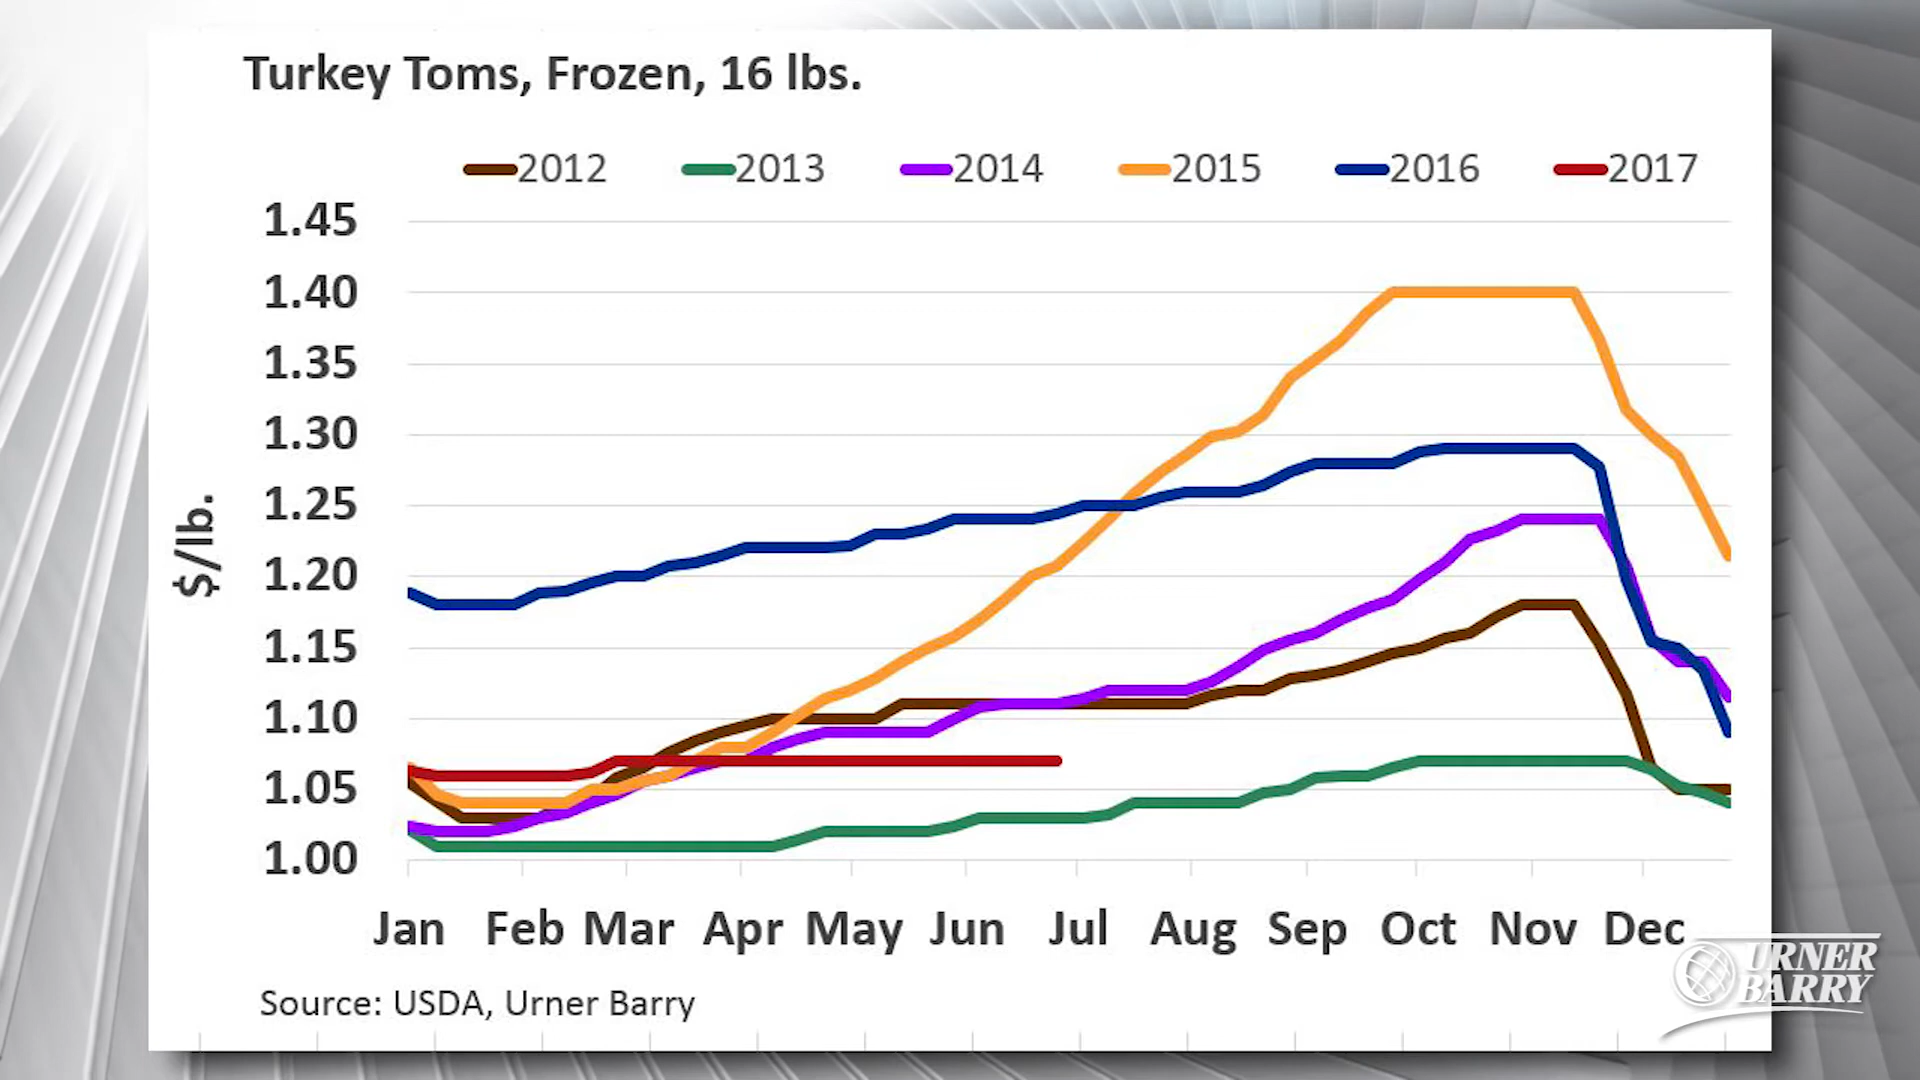 Turkey Toms, Frozen, 16 lbs.
2012 2013 2014 2015 2016 2017
1.45
1.40
1.35
1.30
1.25
1.20
1.15
1.10
1.05
1.00
$/lb.
Jan Feb Mar Apr May Jun Jul Aug Sep Oct Nov Dec
Source: USDA, Urner Barry
URNER
BARRY